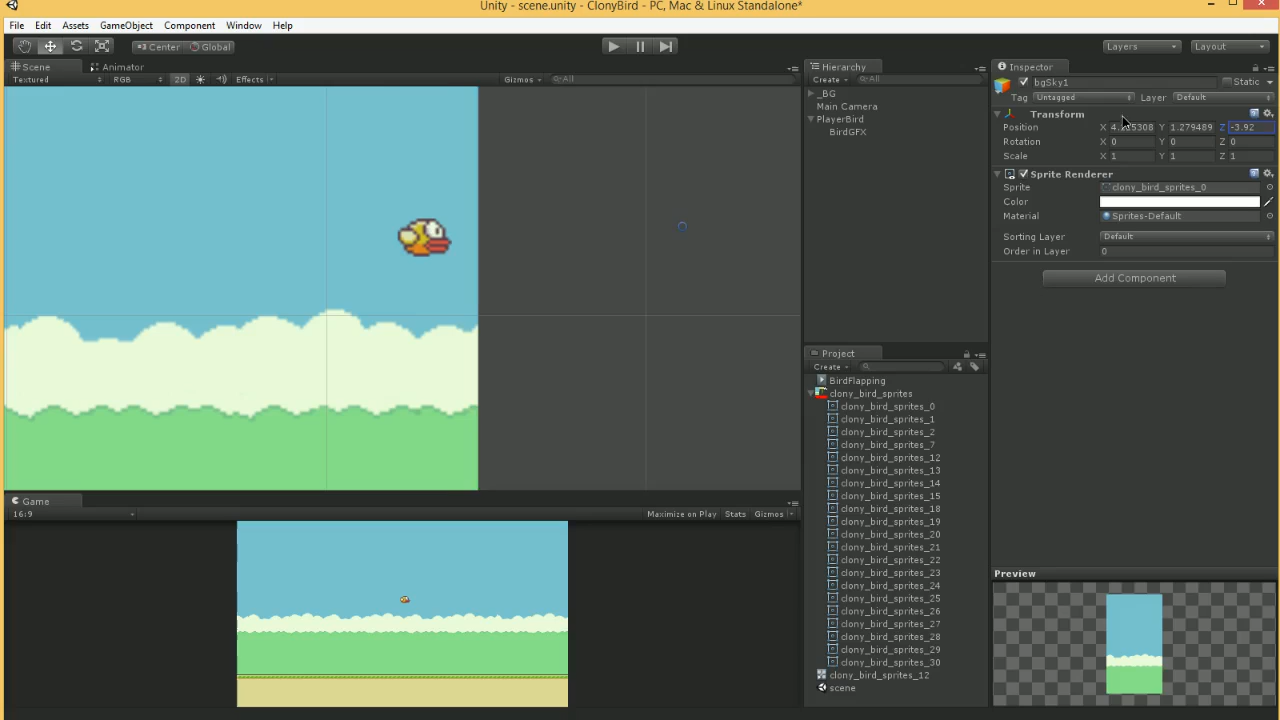 Unity - scene.unity - ClonyBird - PC, Mac & Linux Standalone*
File Edit Assets GameObject Component Window Help
Center Global Layers Layout
Scene Animator
Textured RGB 2D Effects Gizmos All
Game
16:9 Maximize on Play Stats Gizmos
Hierarchy
Create All
_BG
Main Camera
PlayerBird
BirdGFX
Project
Create
BirdFlapping
clony_bird_sprites
clony_bird_sprites_0
clony_bird_sprites_1
clony_bird_sprites_2
clony_bird_sprites_7
clony_bird_sprites_12
clony_bird_sprites_13
clony_bird_sprites_14
clony_bird_sprites_15
clony_bird_sprites_18
clony_bird_sprites_19
clony_bird_sprites_20
clony_bird_sprites_21
clony_bird_sprites_22
clony_bird_sprites_23
clony_bird_sprites_24
clony_bird_sprites_25
clony_bird_sprites_26
clony_bird_sprites_27
clony_bird_sprites_28
clony_bird_sprites_29
clony_bird_sprites_30
clony_bird_sprites_12
scene
Inspector
bgSky1 Static
Tag Untagged Layer Default
Transform
Position X Y 1.279489 Z -3.92
Rotation X 0 Y 0 Z 0
Scale X 1 Y 1 Z 1
Sprite Renderer
Sprite clony_bird_sprites_0
Color
Material Sprites-Default
Sorting Layer Default
Order in Layer 0
Add Component
Preview